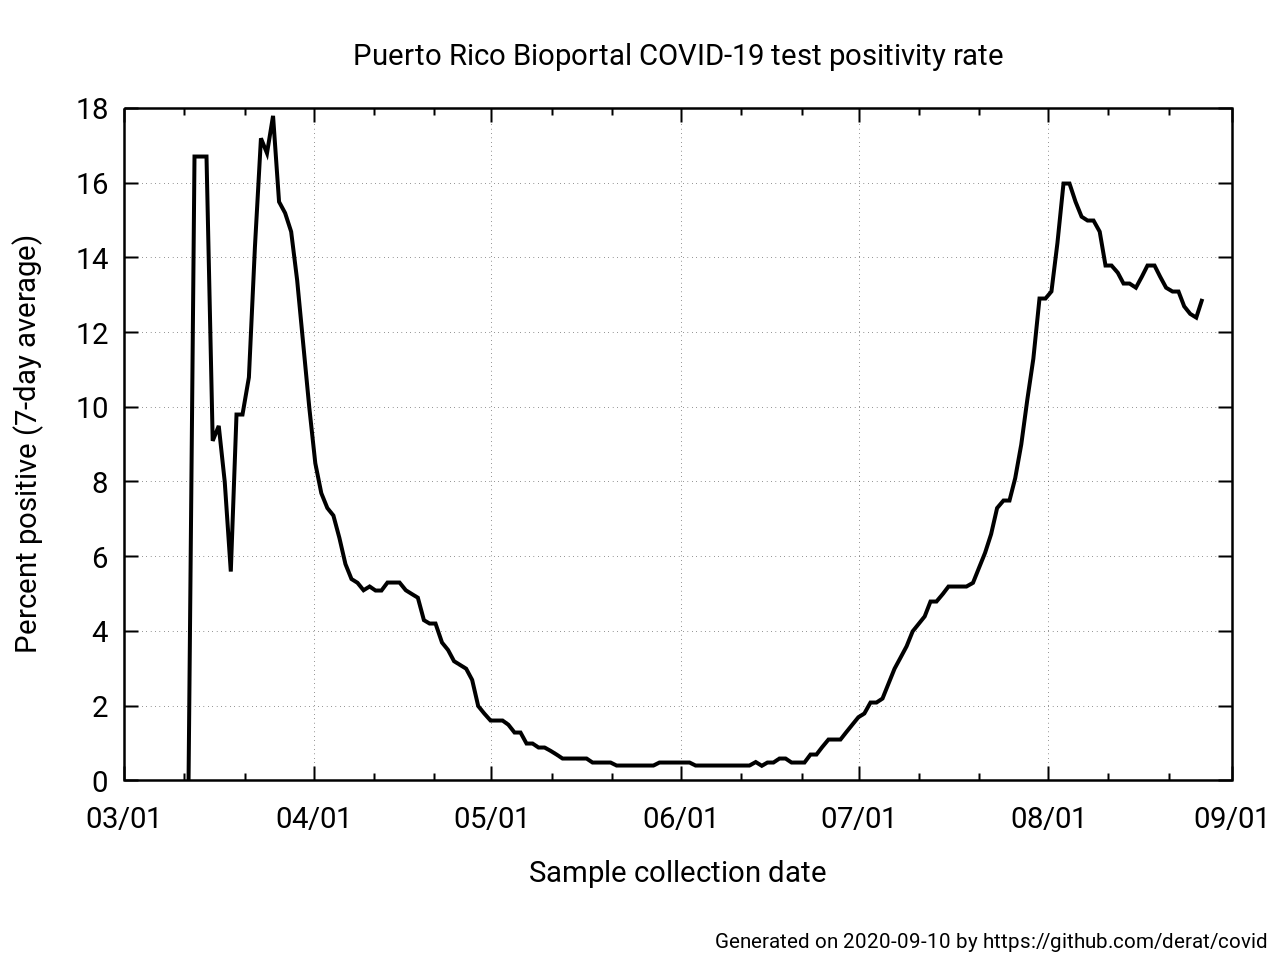 Puerto Rico Bioportal COVID-19 test positivity rate
18
16
14
12
10
8
6
4
2
0
Percent positive (7-day average)
03/01 04/01 05/01 06/01 07/01 08/01 09/01
Sample collection date
Generated on 2020-09-10 by https://github.com/derat/covid